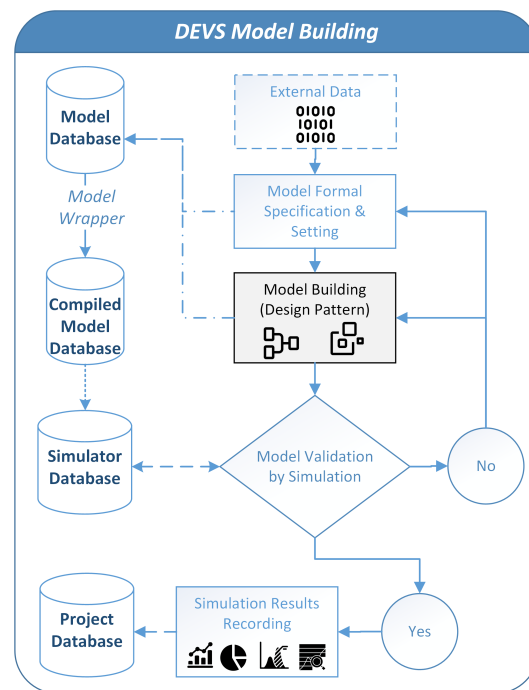 DEVS Model Building
External Data
01010
10101
01010
Model
Database
Model Formal
Specification &
Setting
Model
Wrapper
Model Building
(Design Pattern)
Compiled
Model
Database
Model Validation
by Simulation
No
Simulator
Database
Simulation Results
Recording
Yes
Project
Database